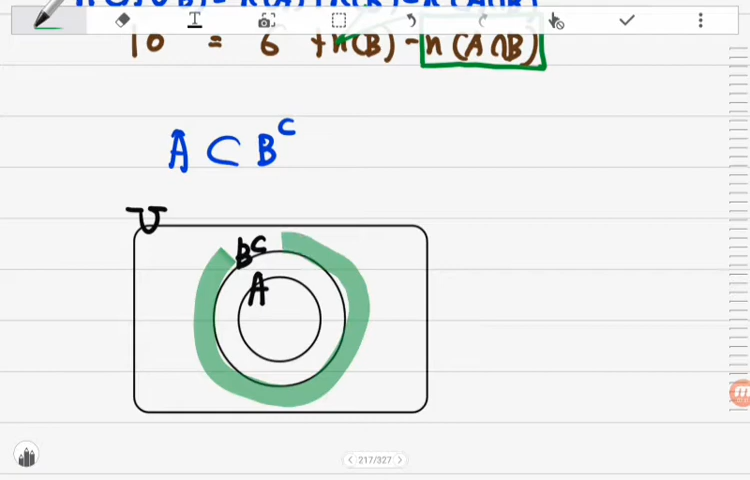 10 = 6 + n(B) - n(A∩B)
A ⊂ B^C
U
B^C
A
217/327